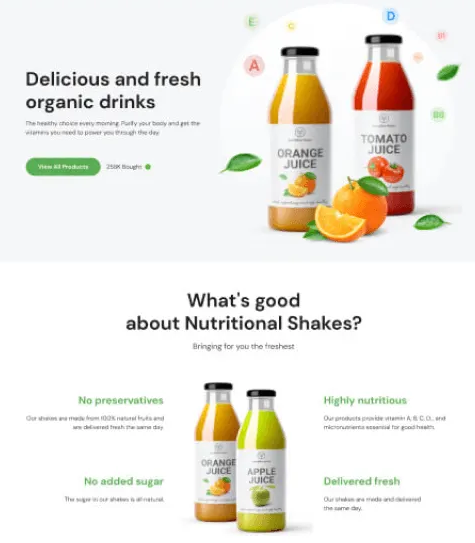 Delicious and fresh
organic drinks
The healthy choice every morning. Purify your body and get the
vitamins you need to power you through the day.
View All Products
259K Bought
E
C
D
A
B1
B6
ORANGE
JUICE
TOMATO
JUICE
What's good
about Nutritional Shakes?
Bringing for you the freshest
No preservatives
Our shakes are made from 100% natural fruits and
are delivered fresh the same day.
No added sugar
The sugar in our shakes is all natural.
ORANGE
JUICE
APPLE
JUICE
Highly nutritious
Our products provide vitamin A, B, C, D... and
micronutrients essential for good health.
Delivered fresh
Our shakes are made and delivered
the same day.